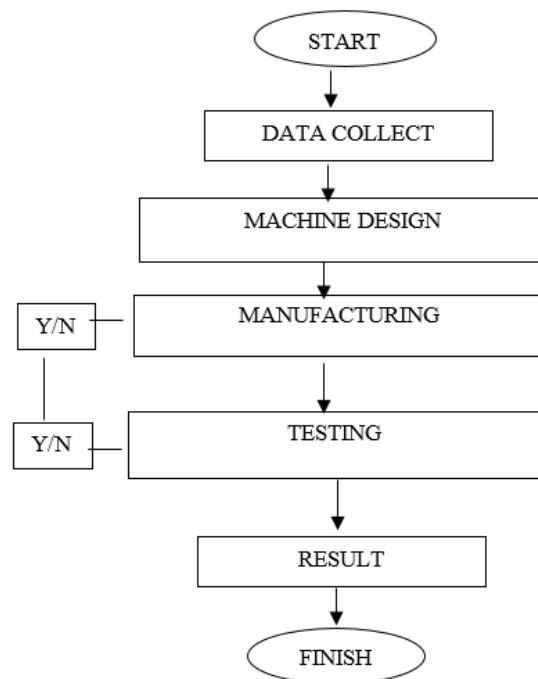 START
DATA COLLECT
MACHINE DESIGN
MANUFACTURING
Y/N
TESTING
Y/N
RESULT
FINISH